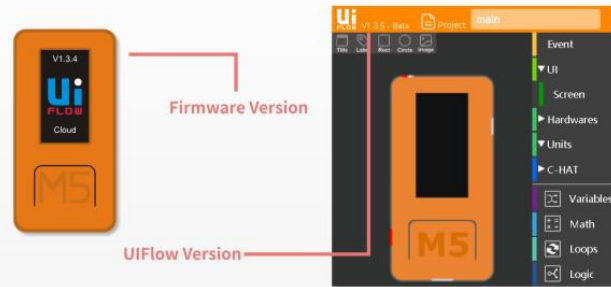 V1.3.4
Ui
FLOW
Cloud
M5
Firmware Version
UIFlow Version
Ui
FLOW
V1.3.5 - Beta
Project
main
Title
Label
Rect
Circle
Image
M5
Event
UI
Screen
Hardwares
Units
C-HAT
Variables
Math
Loops
Logic